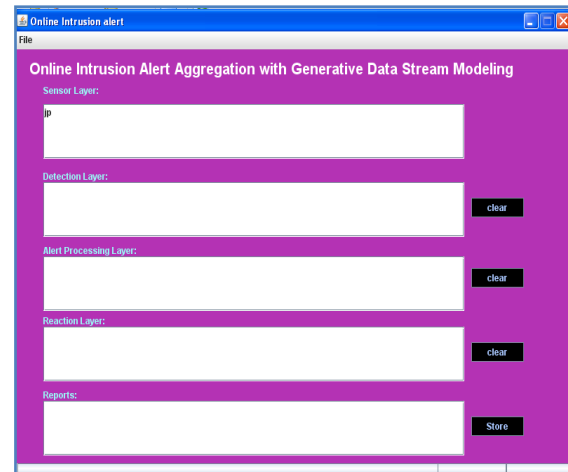 Online Intrusion alert
File
Online Intrusion Alert Aggregation with Generative Data Stream Modeling
Sensor Layer:
jp
Detection Layer:
clear
Alert Processing Layer:
clear
Reaction Layer:
clear
Reports:
Store